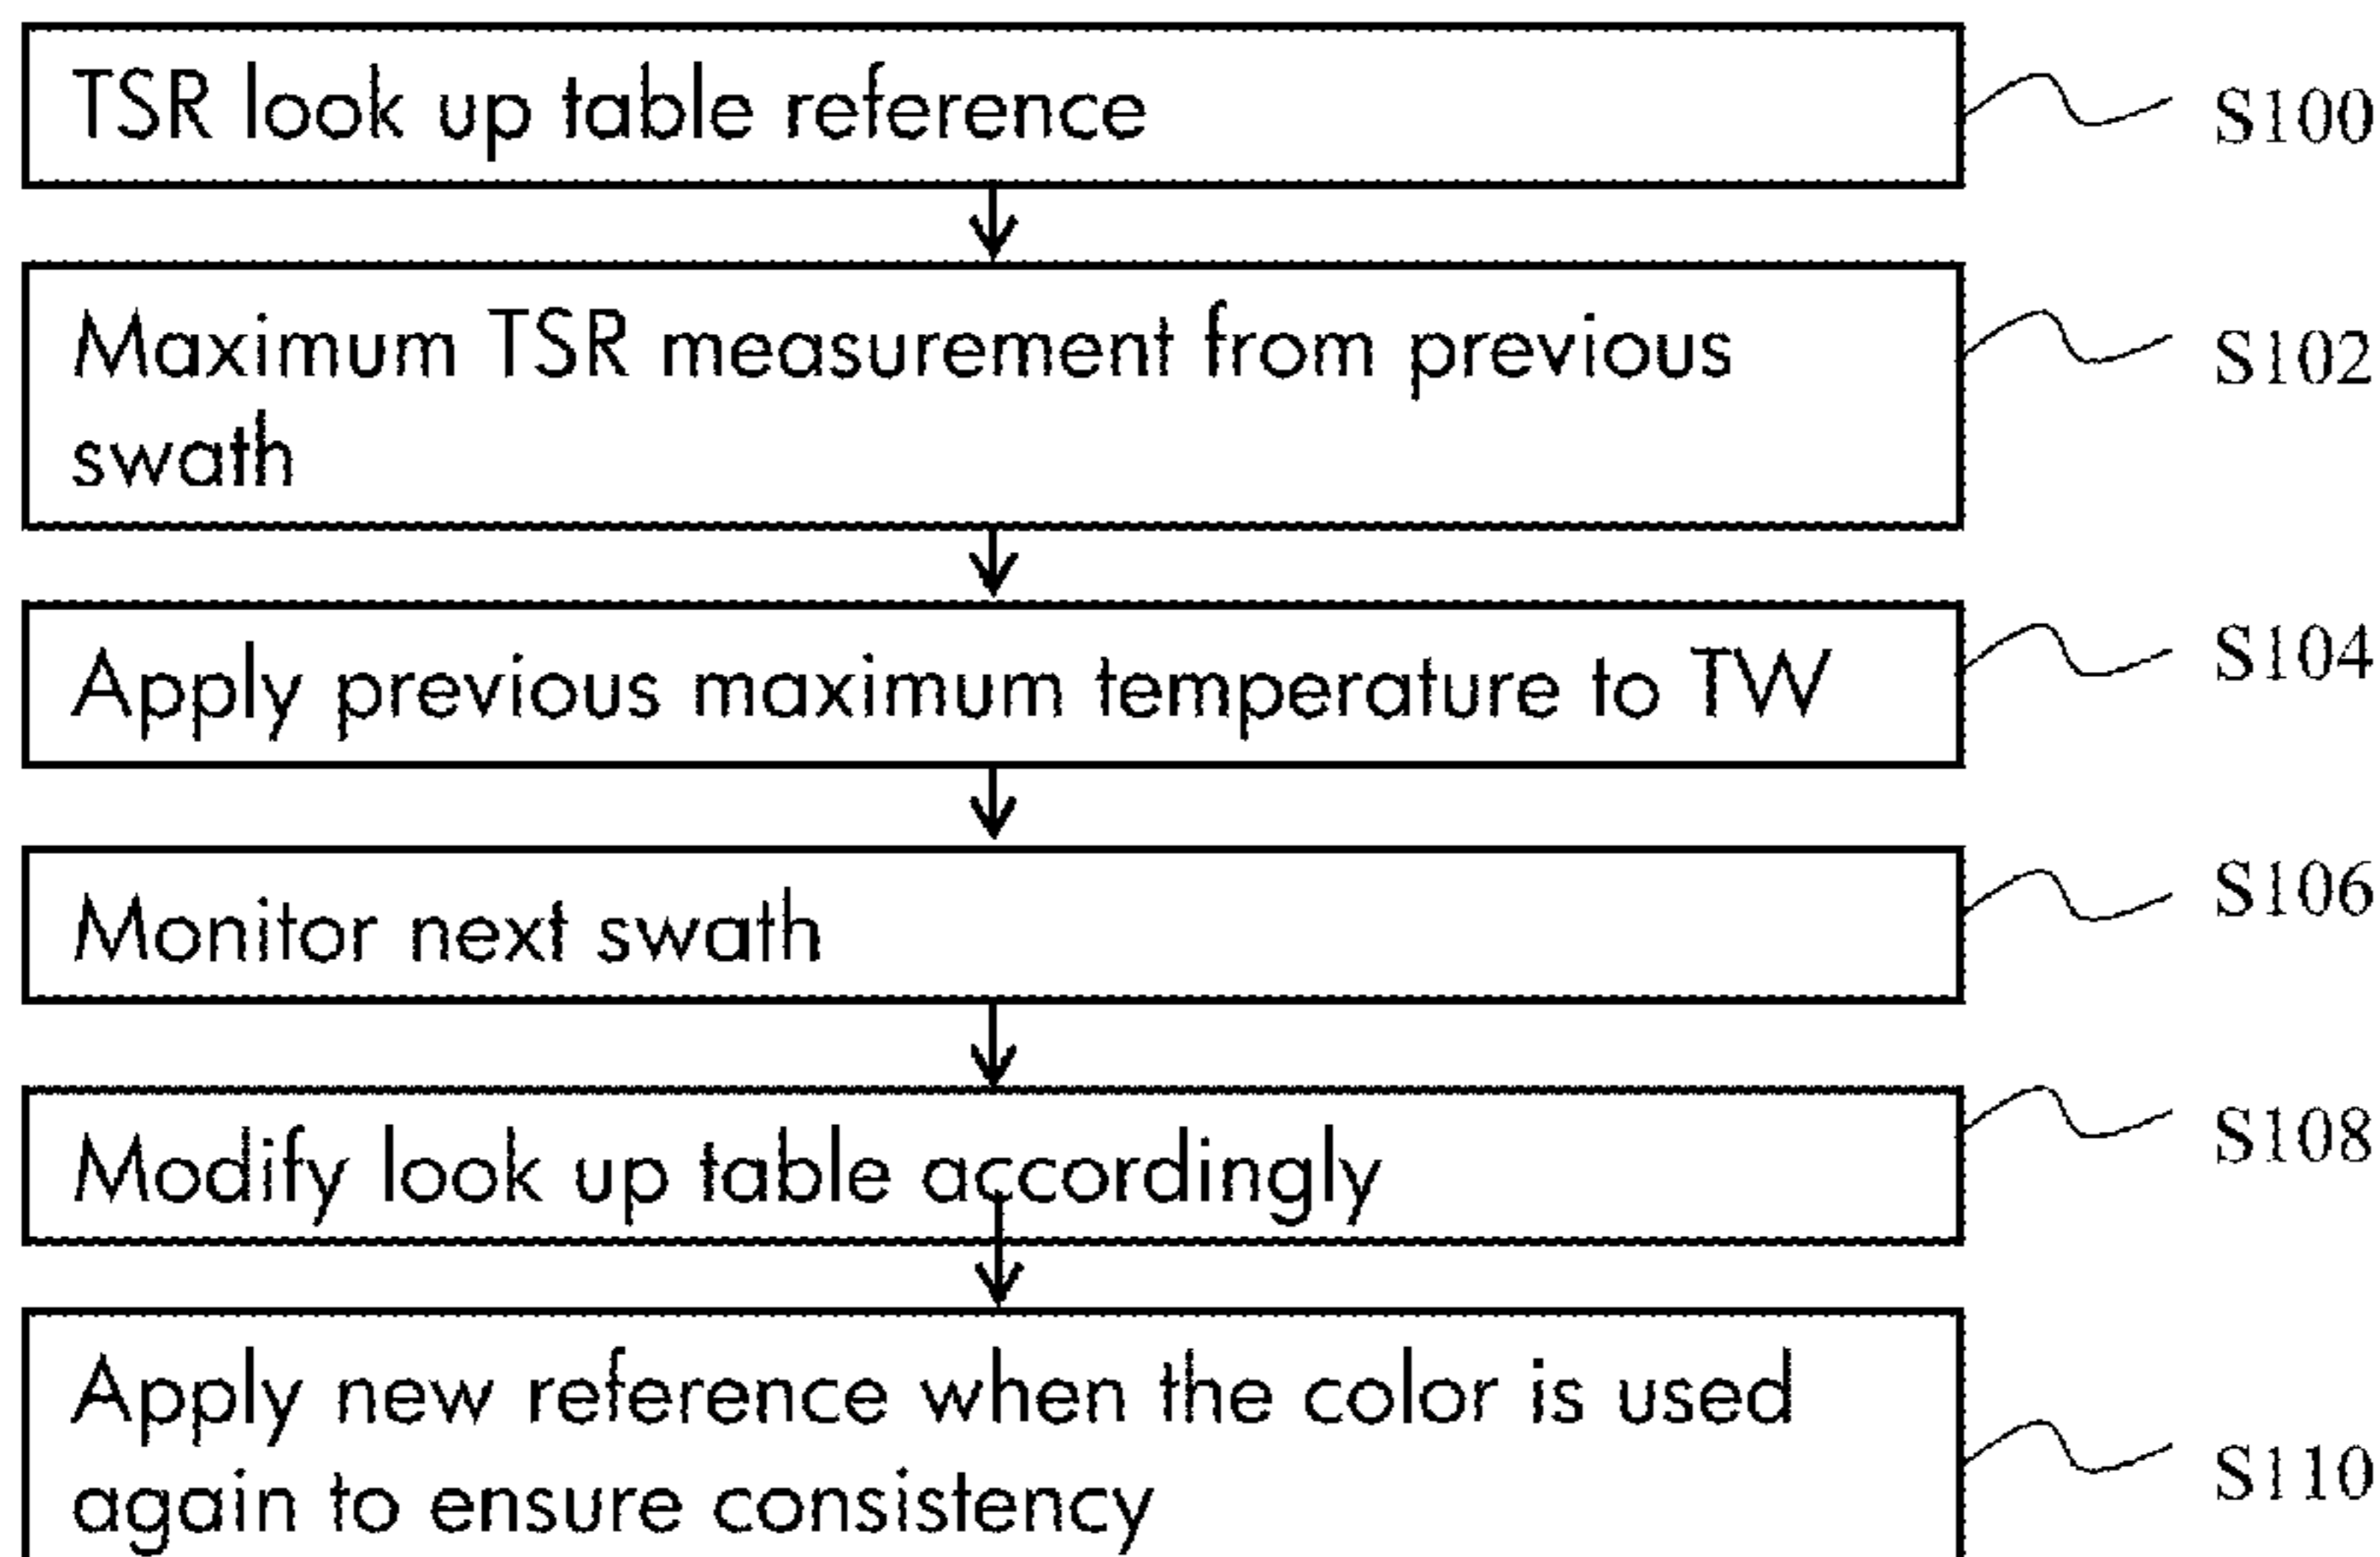 TSR look up table reference
S100
Maximum TSR measurement from previous
swath
S102
Apply previous maximum temperature to TW
S104
Monitor next swath
S106
Modify look up table accordingly
S108
Apply new reference when the color is used
again to ensure consistency
S110